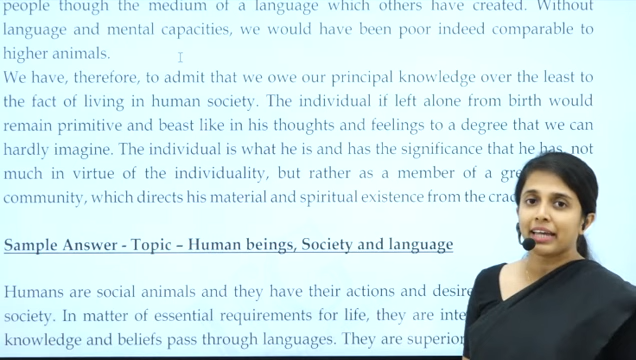 people though the medium of a language which others have created. Without
language and mental capacities, we would have been poor indeed comparable to
higher animals.
We have, therefore, to admit that we owe our principal knowledge over the least to
the fact of living in human society. The individual if left alone from birth would
remain primitive and beast like in his thoughts and feelings to a degree that we can
hardly imagine. The individual is what he is and has the significance that he has, not
much in virtue of the individuality, but rather as a member of a
community, which directs his material and spiritual existence from the
Sample Answer - Topic – Human beings, Society and language
Humans are social animals and they have their actions and
society. In matter of essential requirements for life, they are
knowledge and beliefs pass through languages. They are